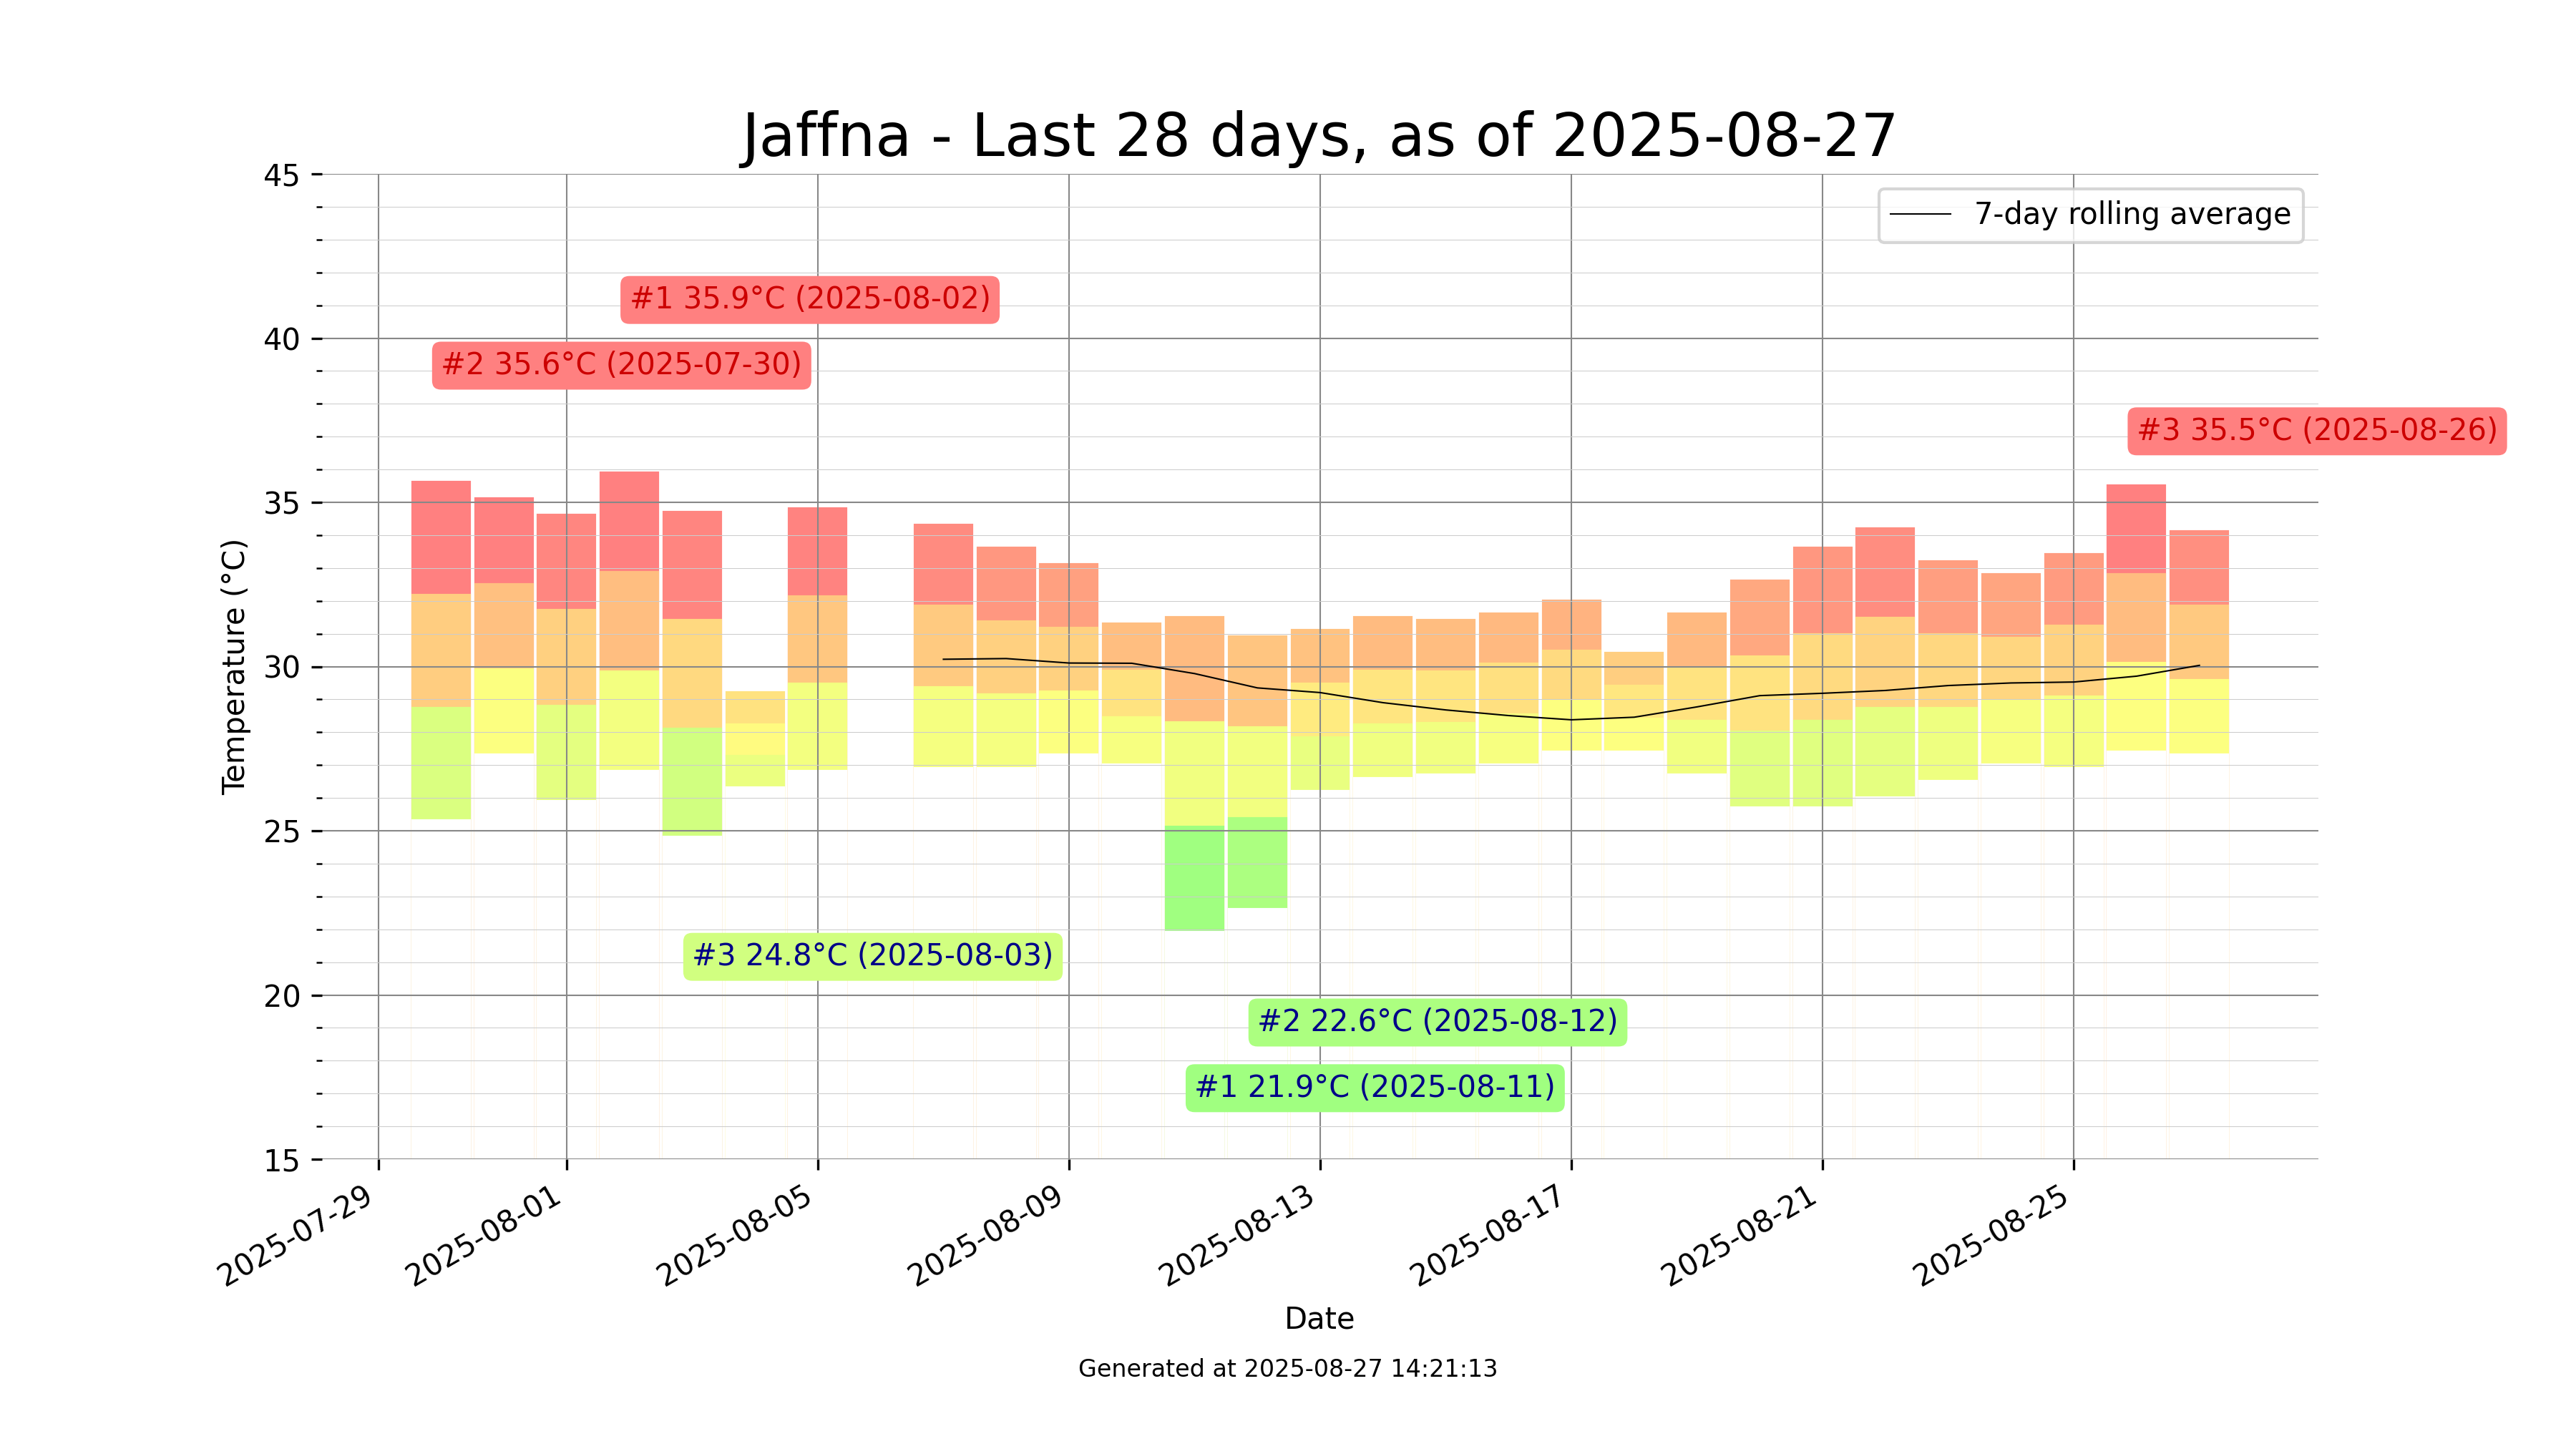 Jaffna - Last 28 days, as of 2025-08-27
7-day rolling average
#1 35.9°C (2025-08-02)
#2 35.6°C (2025-07-30)
#3 35.5°C (2025-08-26)
#3 24.8°C (2025-08-03)
#2 22.6°C (2025-08-12)
#1 21.9°C (2025-08-11)
Temperature (°C)
45
40
35
30
25
20
15
2025-07-29
2025-08-01
2025-08-05
2025-08-09
2025-08-13
2025-08-17
2025-08-21
2025-08-25
Date
Generated at 2025-08-27 14:21:13